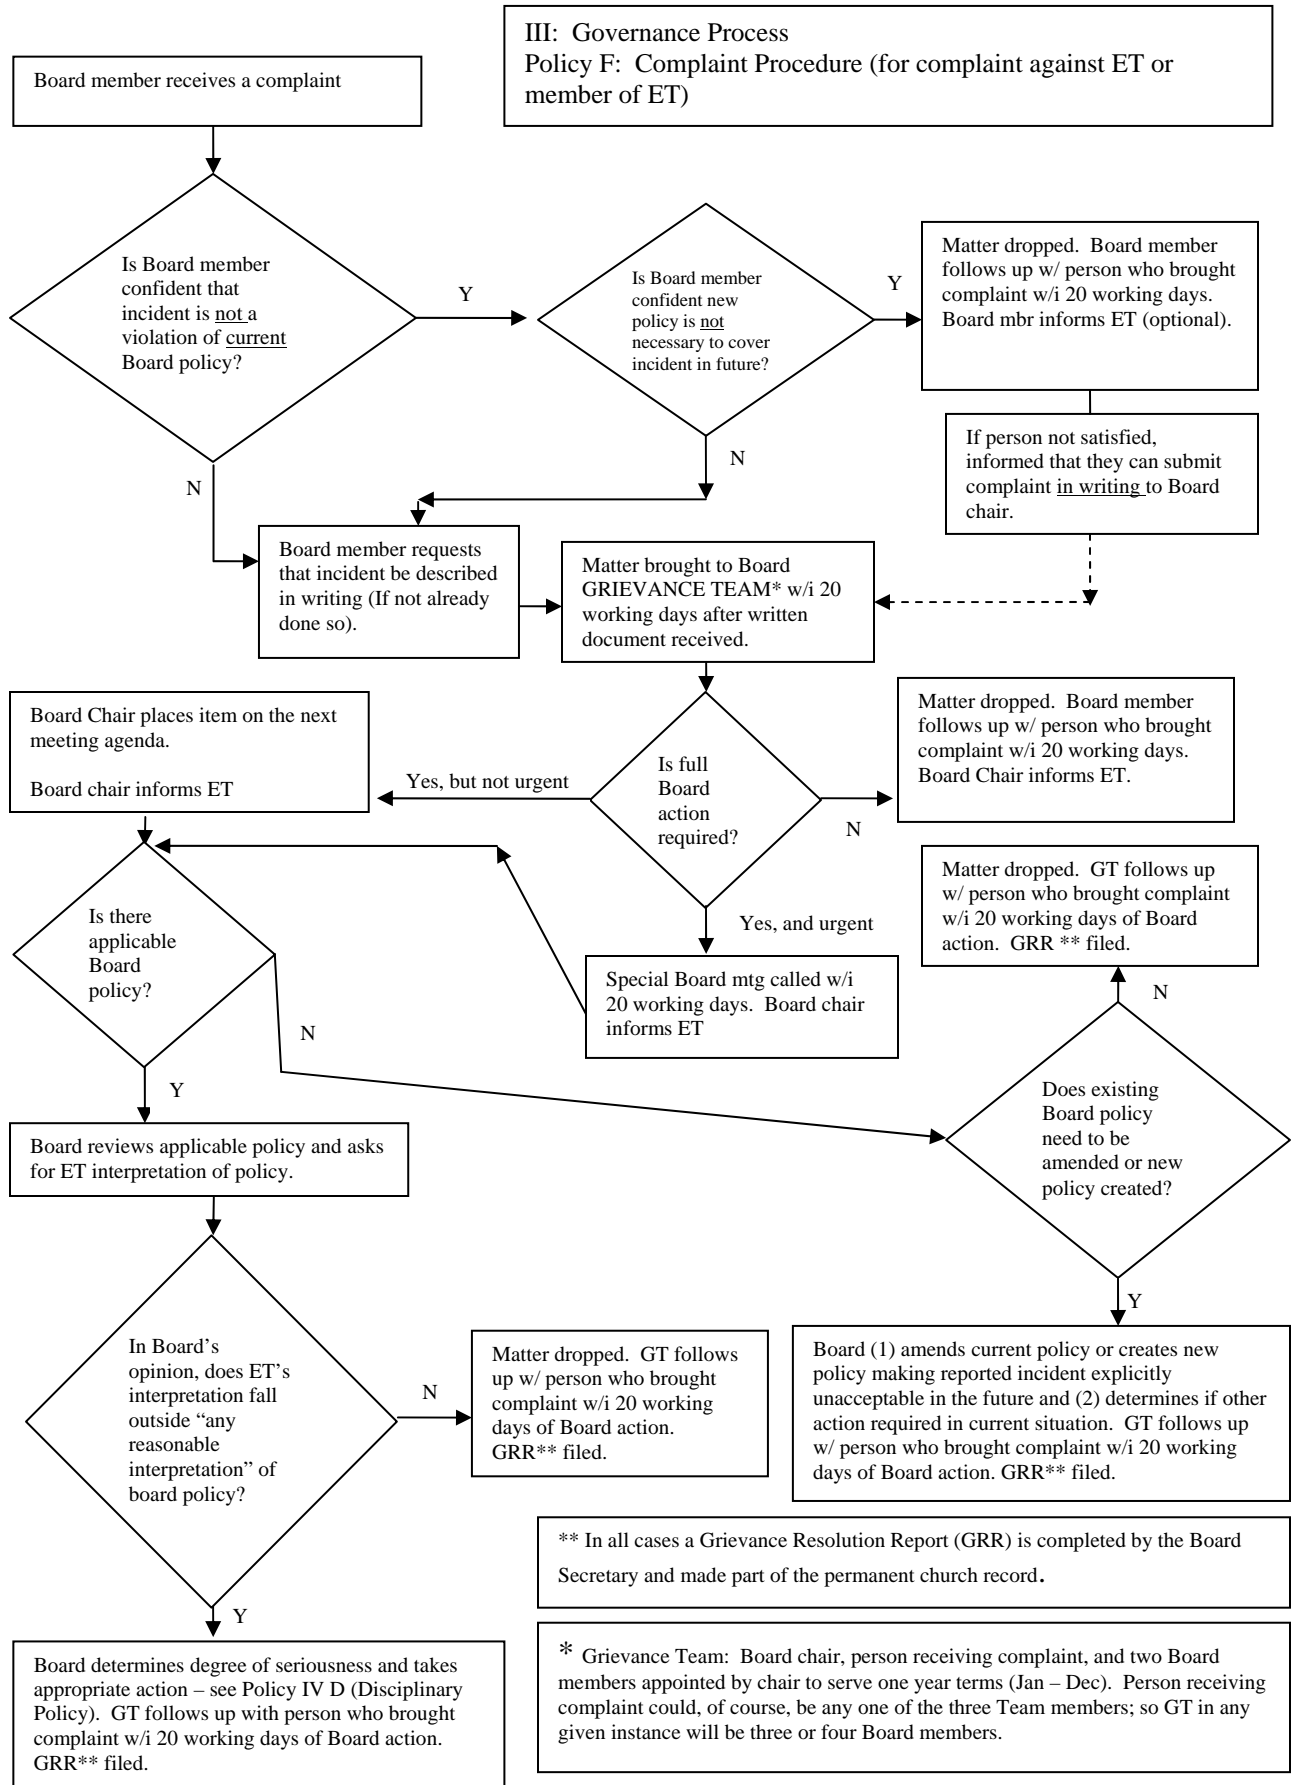 III: Governance Process
Policy F: Complaint Procedure (for complaint against ET or
member of ET)
Board member receives a complaint
Is Board member
confident that
incident is not a
violation of current
Board policy?
Y
Is Board member
confident new
policy is not
necessary to cover
incident in future?
Y
Matter dropped. Board member
follows up w/ person who brought
complaint w/i 20 working days.
Board mbr informs ET (optional).
If person not satisfied,
informed that they can submit
complaint in writing to Board
chair.
N
N
Board member requests
that incident be described
in writing (If not already
done so).
Matter brought to Board
GRIEVANCE TEAM* w/i 20
working days after written
document received.
Board Chair places item on the next
meeting agenda.
Board chair informs ET
Yes, but not urgent
Is full
Board
action
required?
N
Matter dropped. Board member
follows up w/ person who brought
complaint w/i 20 working days.
Board Chair informs ET.
Yes, and urgent
Special Board mtg called w/i
20 working days. Board chair
informs ET
Is there
applicable
Board
policy?
N
Y
Matter dropped. GT follows up
w/ person who brought complaint
w/i 20 working days of Board
action. GRR ** filed.
N
Does existing
Board policy
need to be
amended or new
policy created?
Y
Board reviews applicable policy and asks
for ET interpretation of policy.
In Board’s
opinion, does ET’s
interpretation fall
outside “any
reasonable
interpretation” of
board policy?
N
Matter dropped. GT follows
up w/ person who brought
complaint w/i 20 working
days of Board action.
GRR** filed.
Board (1) amends current policy or creates new
policy making reported incident explicitly
unacceptable in the future and (2) determines if other
action required in current situation. GT follows up
w/ person who brought complaint w/i 20 working
days of Board action. GRR** filed.
Y
Board determines degree of seriousness and takes
appropriate action – see Policy IV D (Disciplinary
Policy). GT follows up with person who brought
complaint w/i 20 working days of Board action.
GRR** filed.
** In all cases a Grievance Resolution Report (GRR) is completed by the Board
Secretary and made part of the permanent church record.
* Grievance Team: Board chair, person receiving complaint, and two Board
members appointed by chair to serve one year terms (Jan – Dec). Person receiving
complaint could, of course, be any one of the three Team members; so GT in any
given instance will be three or four Board members.